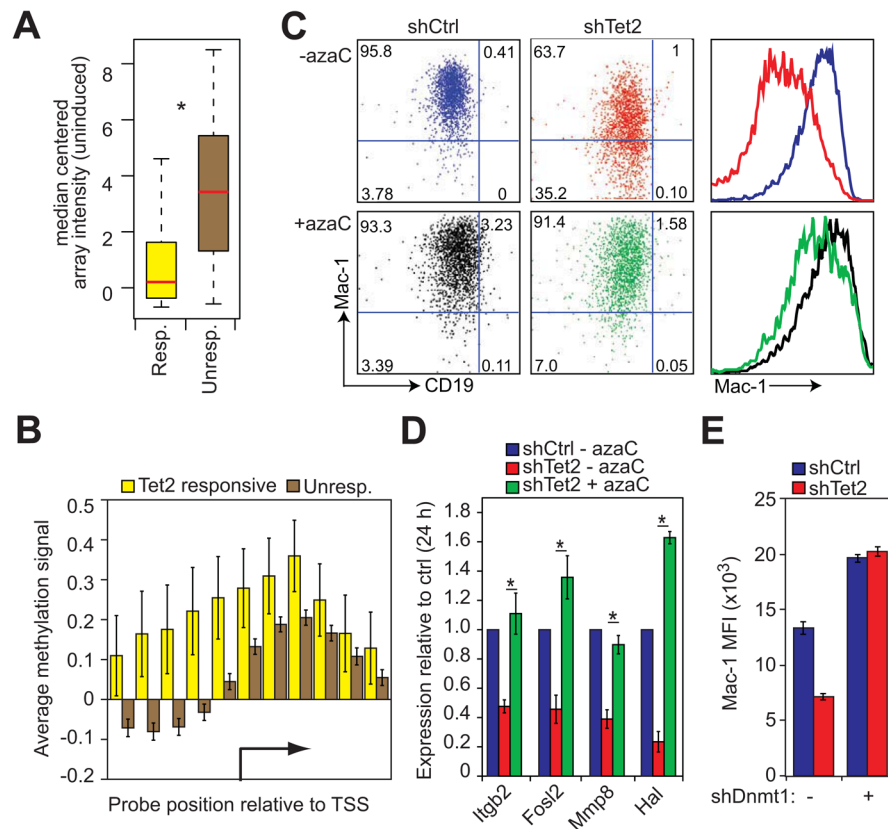 A
median centered
array intensity (uninduced)
8
6
4
2
0
*
Resp.
Unresp.
C
shCtrl
shTet2
-azaC
95.8
0.41
3.78
0
63.7
1
35.2
0.10
+azaC
93.3
3.23
3.39
0.11
91.4
1.58
7.0
0.05
Mac-1
CD19
Mac-1
B
Tet2 responsive
Unresp.
Average methylation signal
0.5
0.4
0.3
0.2
0.1
0
-0.1
-0.2
Probe position relative to TSS
D
shCtrl - azaC
shTet2 - azaC
shTet2 + azaC
Expression relative to ctrl (24 h)
1.8
1.6
1.4
1.2
1.0
0.8
0.6
0.4
0.2
0
*
*
*
*
Itgb2
Fosl2
Mmp8
Hal
E
shCtrl
shTet2
Mac-1 MFI (x10³)
25
20
15
10
5
0
shDnmt1: - +